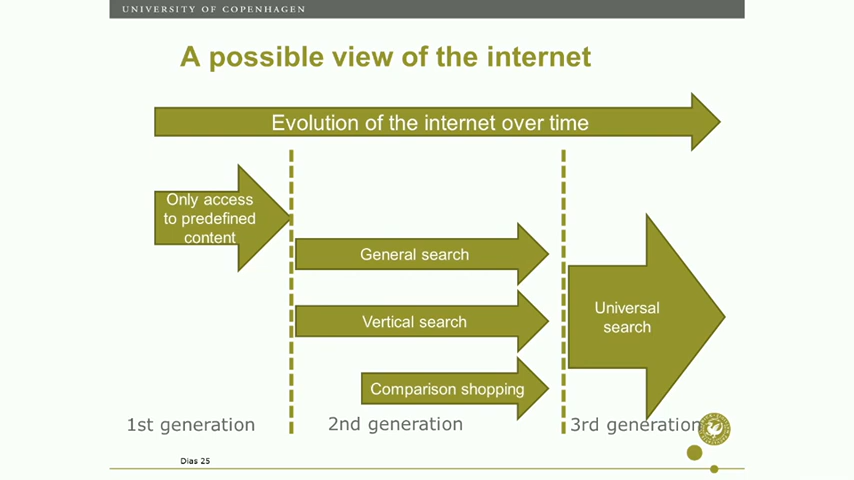 UNIVERSITY OF COPENHAGEN
A possible view of the internet
Evolution of the internet over time
Only access
to predefined
content
General search
Vertical search
Universal
search
Comparison shopping
1st generation
2nd generation
3rd generation
Dias 25